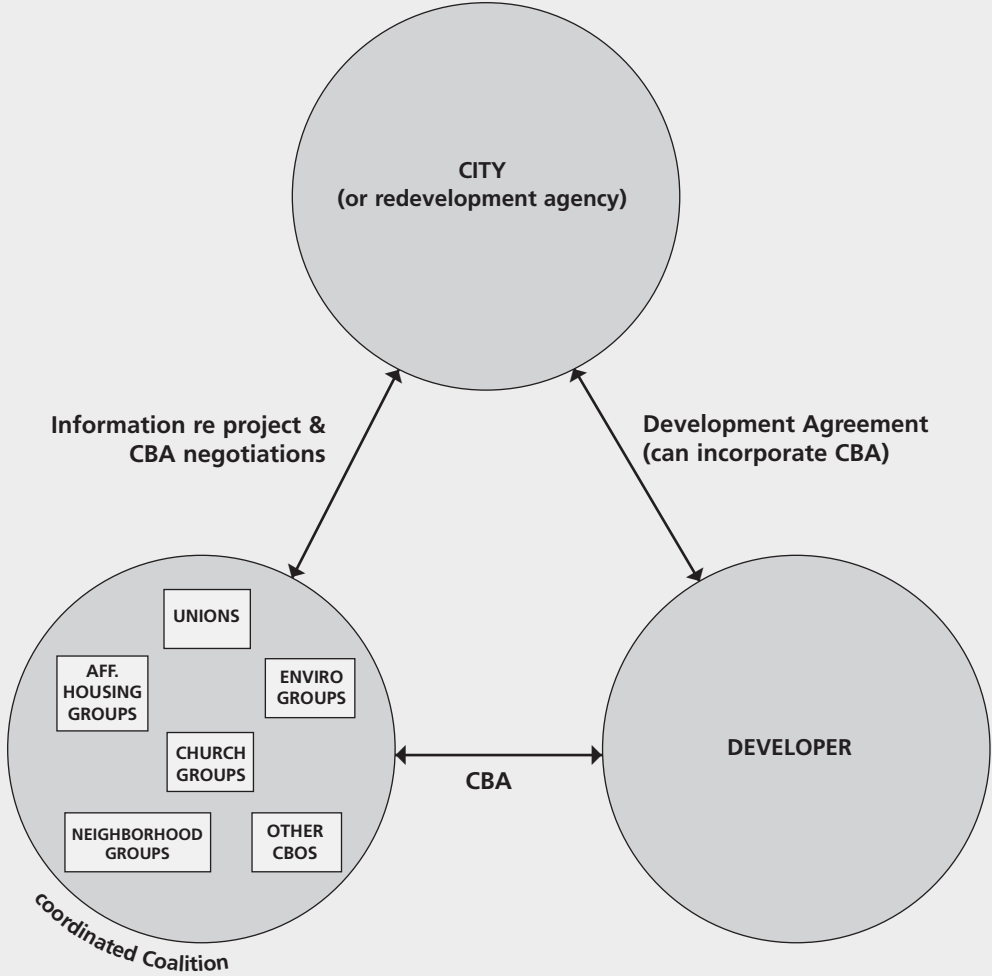 CITY
(or redevelopment agency)
Information re project &
CBA negotiations
Development Agreement
(can incorporate CBA)
UNIONS
AFF.
HOUSING
GROUPS
ENVIRO
GROUPS
CHURCH
GROUPS
NEIGHBORHOOD
GROUPS
OTHER
CBOS
coordinated Coalition
CBA
DEVELOPER